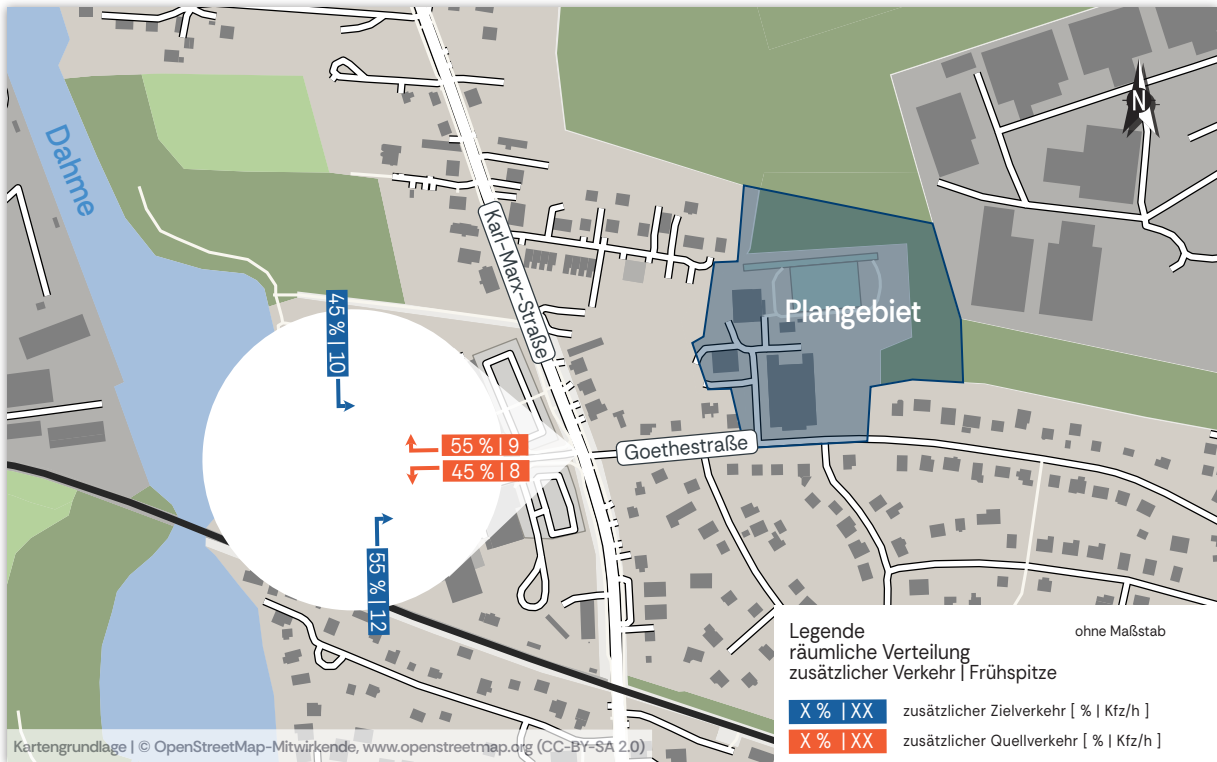 N
Dahme
Karl-Marx-Straße
Plangebiet
45 % | 10
55 % | 9
45 % | 8
Goethestraße
55 % | 12
Legende
ohne Maßstab
räumliche Verteilung
zusätzlicher Verkehr | Frühspitze
X % | XX zusätzlicher Zielverkehr [ % | Kfz/h ]
X % | XX zusätzlicher Quellverkehr [ % | Kfz/h ]
Kartengrundlage | © OpenStreetMap-Mitwirkende, www.openstreetmap.org (CC-BY-SA 2.0)